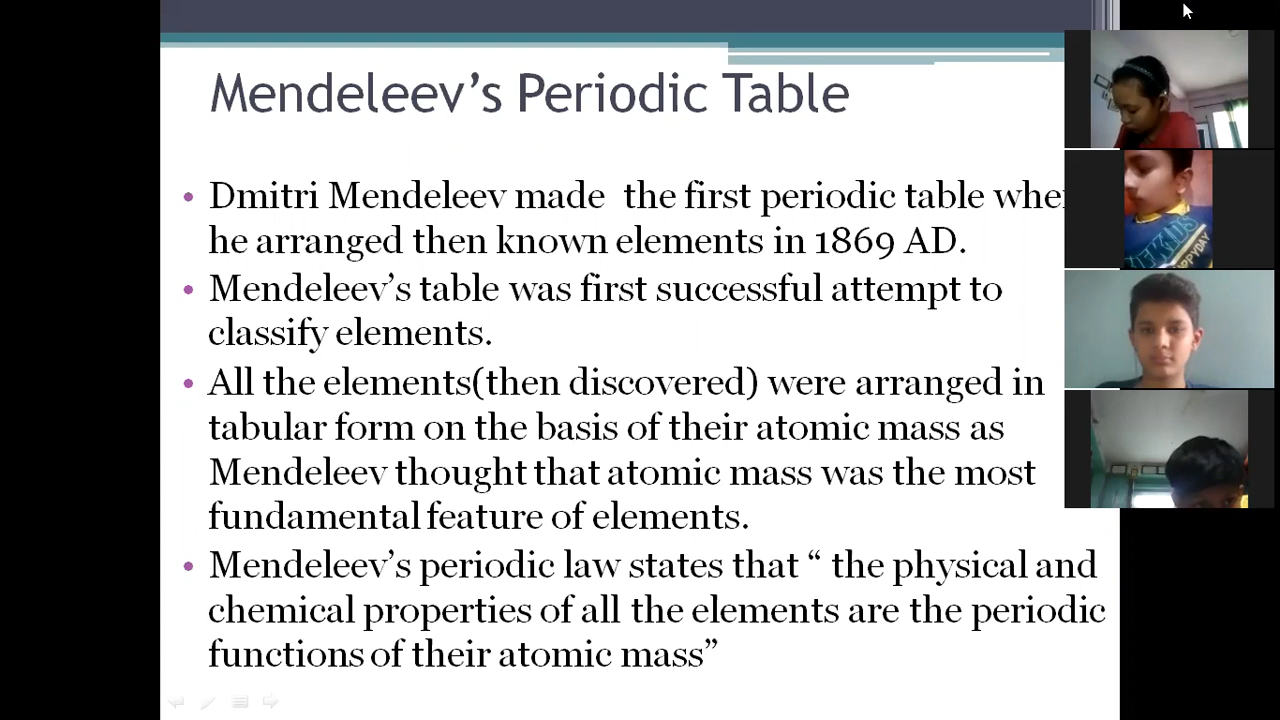 Mendeleev's Periodic Table
Dmitri Mendeleev made the first periodic table
he arranged then known elements in 1869 AD.
Mendeleev's table was first successful attempt to
classify elements.
All the elements(then discovered) were arranged in
tabular form on the basis of their atomic mass as
Mendeleev thought that atomic mass was the most
fundamental feature of elements.
Mendeleev's periodic law states that “ the physical and
chemical properties of all the elements are the periodic
functions of their atomic mass”